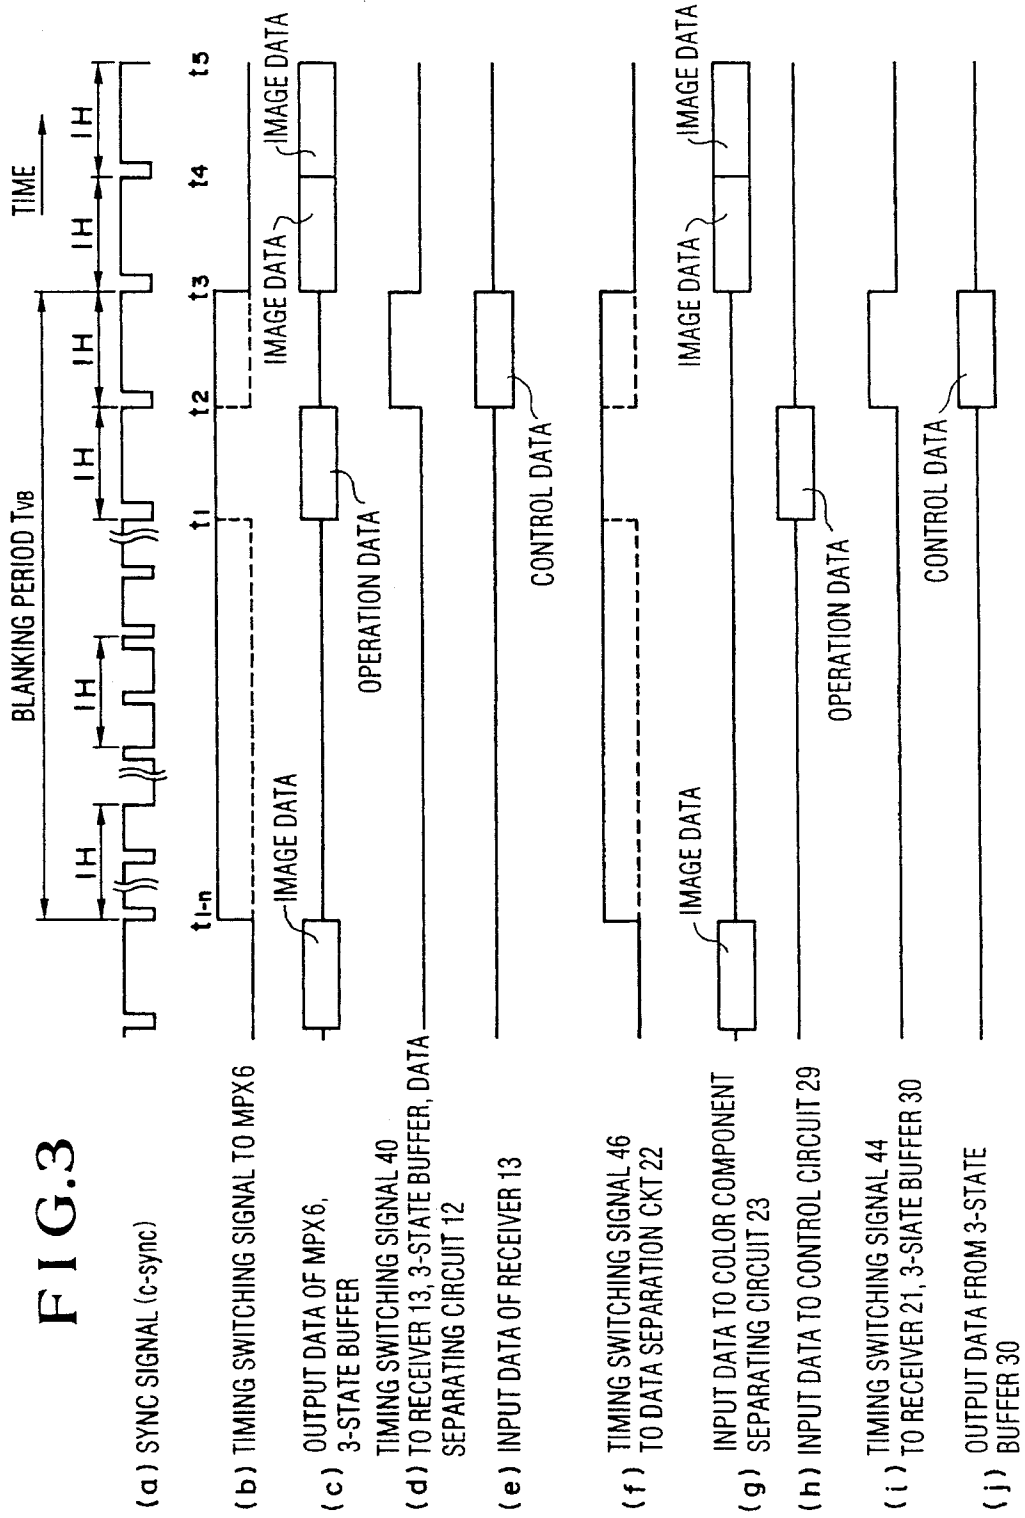 FIG.3
TIME
BLANKING PERIOD TVB
1H 1H 1H 1H 1H 1H
(a) SYNC SIGNAL (c-sync)
t1-n t1 t2 t3 t4 t5
(b) TIMING SWITCHING SIGNAL TO MPX6
(c) OUTPUT DATA OF MPX6,
3-STATE BUFFER
IMAGE DATA
OPERATION DATA
IMAGE DATA
IMAGE DATA
(d) TIMING SWITCHING SIGNAL 40
TO RECEIVER 13, 3-STATE BUFFER, DATA
SEPARATING CIRCUIT 12
(e) INPUT DATA OF RECEIVER 13
CONTROL DATA
(f) TIMING SWITCHING SIGNAL 46
TO DATA SEPARATION CKT 22
(g) INPUT DATA TO COLOR COMPONENT
SEPARATING CIRCUIT 23
IMAGE DATA
IMAGE DATA
IMAGE DATA
(h) INPUT DATA TO CONTROL CIRCUIT 29
OPERATION DATA
(i) TIMING SWITCHING SIGNAL 44
TO RECEIVER 21, 3-SIATE BUFFER 30
(j) OUTPUT DATA FROM 3-STATE
BUFFER 30
CONTROL DATA